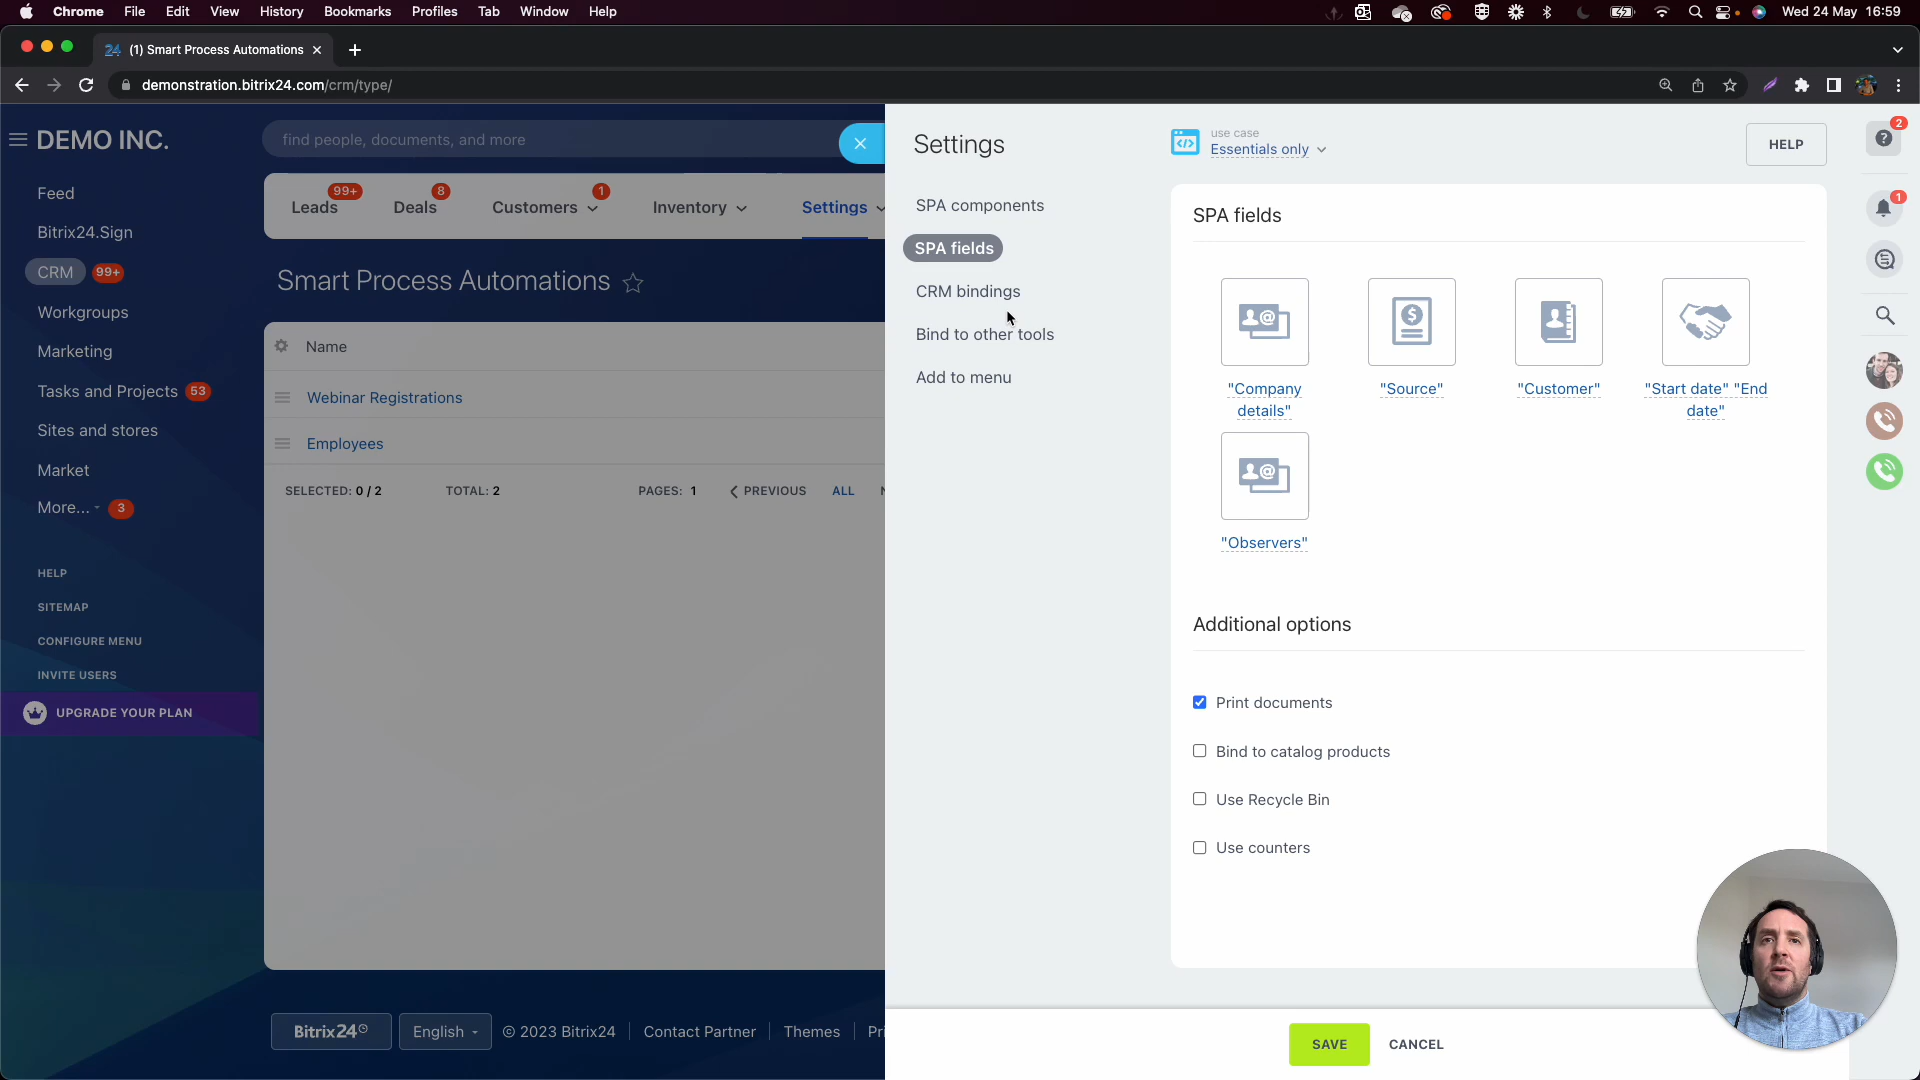 Chrome File Edit View History Bookmarks Profiles Tab Window Help Wed 24 May 16:59
24 (1) Smart Process Automations
demonstration.bitrix24.com/crm/type/
DEMO INC.
find people, documents, and more
Feed
Bitrix24.Sign
CRM 99+
Workgroups
Marketing
Tasks and Projects 53
Sites and stores
Market
More... 3
HELP
SITEMAP
CONFIGURE MENU
INVITE USERS
UPGRADE YOUR PLAN
99+ 8 1
Leads Deals Customers Inventory Settings
Smart Process Automations
Name
Webinar Registrations
Employees
SELECTED: 0 / 2 TOTAL: 2 PAGES: 1 PREVIOUS ALL
Bitrix24 English © 2023 Bitrix24 Contact Partner Themes
Settings
SPA components
SPA fields
CRM bindings
Bind to other tools
Add to menu
use case
Essentials only
HELP
2
1
SPA fields
"Company
details"
"Source"
"Customer"
"Start date" "End
date"
"Observers"
Additional options
Print documents
Bind to catalog products
Use Recycle Bin
Use counters
SAVE CANCEL